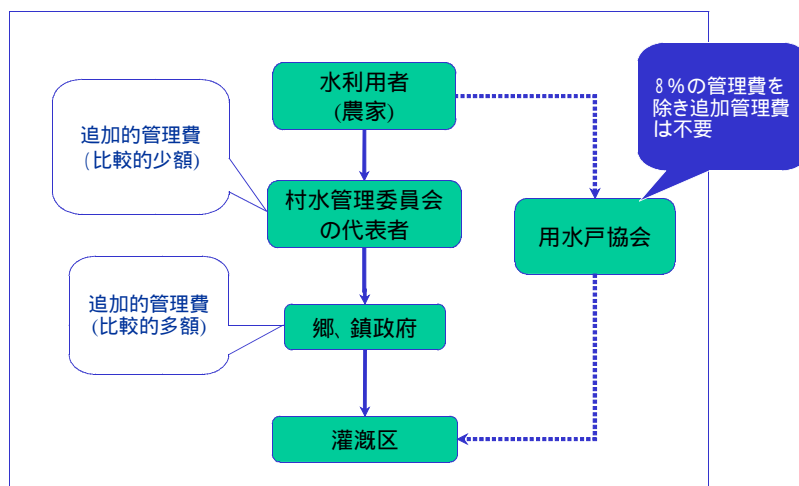 水利用者
(農家)
8%の管理費を
除き追加管理費
は不要
追加的管理費
(比較的少額)
村水管理委員会
の代表者
用水戸協会
追加的管理費
(比較的多額)
郷、鎮政府
灌漑区